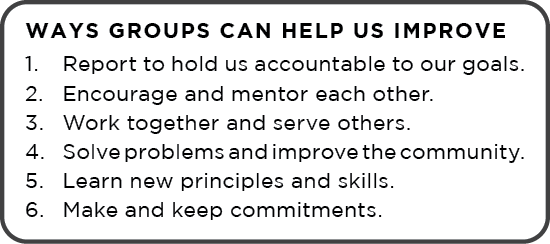 WAYS GROUPS CAN HELP US IMPROVE
1. Report to hold us accountable to our goals.
2. Encourage and mentor each other.
3. Work together and serve others.
4. Solve problems and improve the community.
5. Learn new principles and skills.
6. Make and keep commitments.